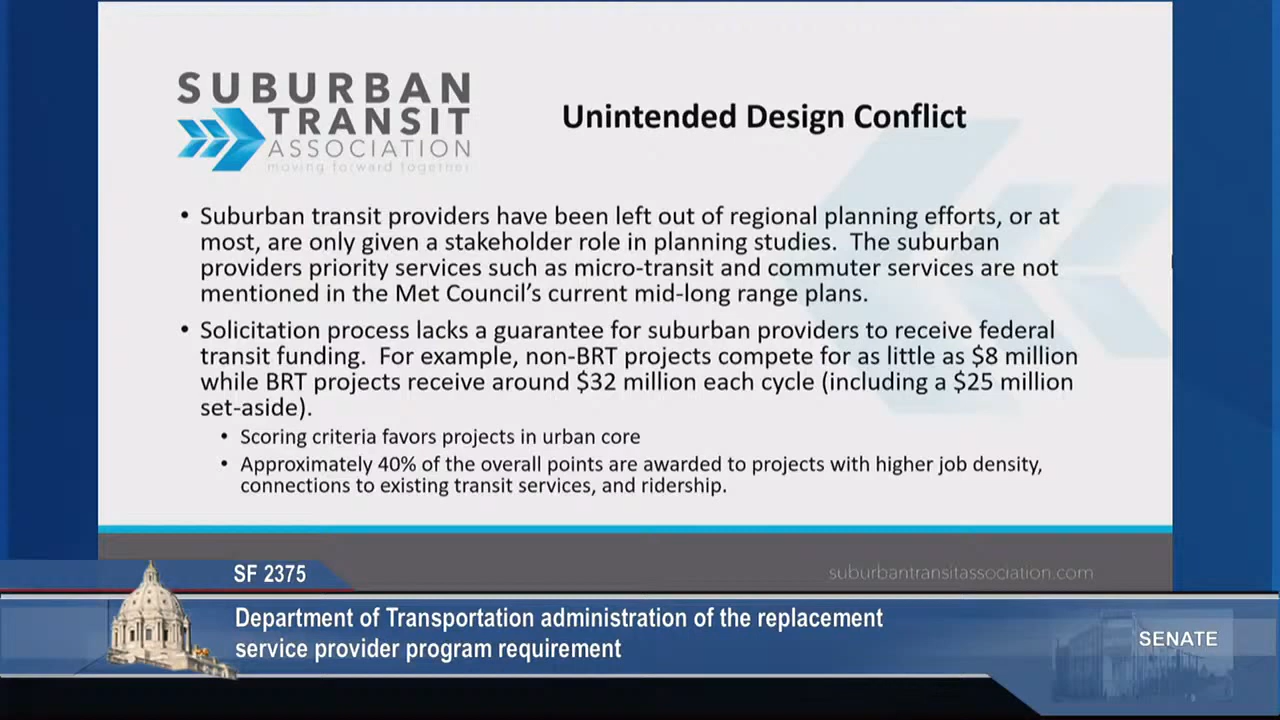 SUBURBAN
TRANSIT
ASSOCIATION
moving forward together
Unintended Design Conflict
• Suburban transit providers have been left out of regional planning efforts, or at
most, are only given a stakeholder role in planning studies. The suburban
providers priority services such as micro-transit and commuter services are not
mentioned in the Met Council’s current mid-long range plans.
• Solicitation process lacks a guarantee for suburban providers to receive federal
transit funding. For example, non-BRT projects compete for as little as $8 million
while BRT projects receive around $32 million each cycle (including a $25 million
set-aside).
• Scoring criteria favors projects in urban core
• Approximately 40% of the overall points are awarded to projects with higher job density,
connections to existing transit services, and ridership.
suburbantransitassociation.com
SF 2375
Department of Transportation administration of the replacement
service provider program requirement
SENATE